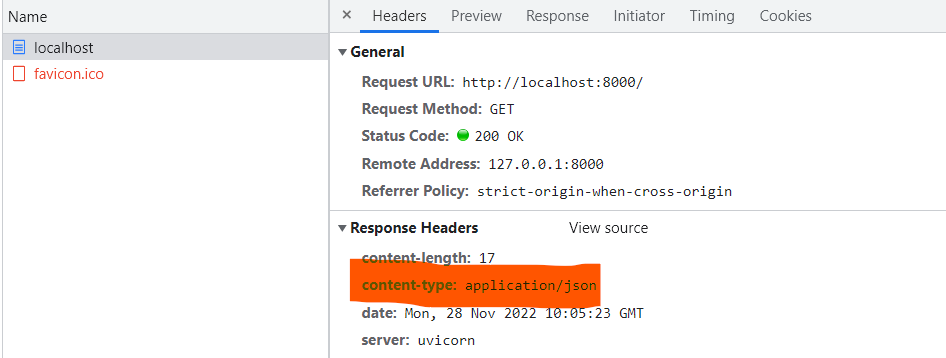 Name
localhost
favicon.ico
× Headers Preview Response Initiator Timing Cookies
General
Request URL: http://localhost:8000/
Request Method: GET
Status Code: 200 OK
Remote Address: 127.0.0.1:8000
Referrer Policy: strict-origin-when-cross-origin
Response Headers View source
content-length: 17
content-type: application/json
date: Mon, 28 Nov 2022 10:05:23 GMT
server: uvicorn